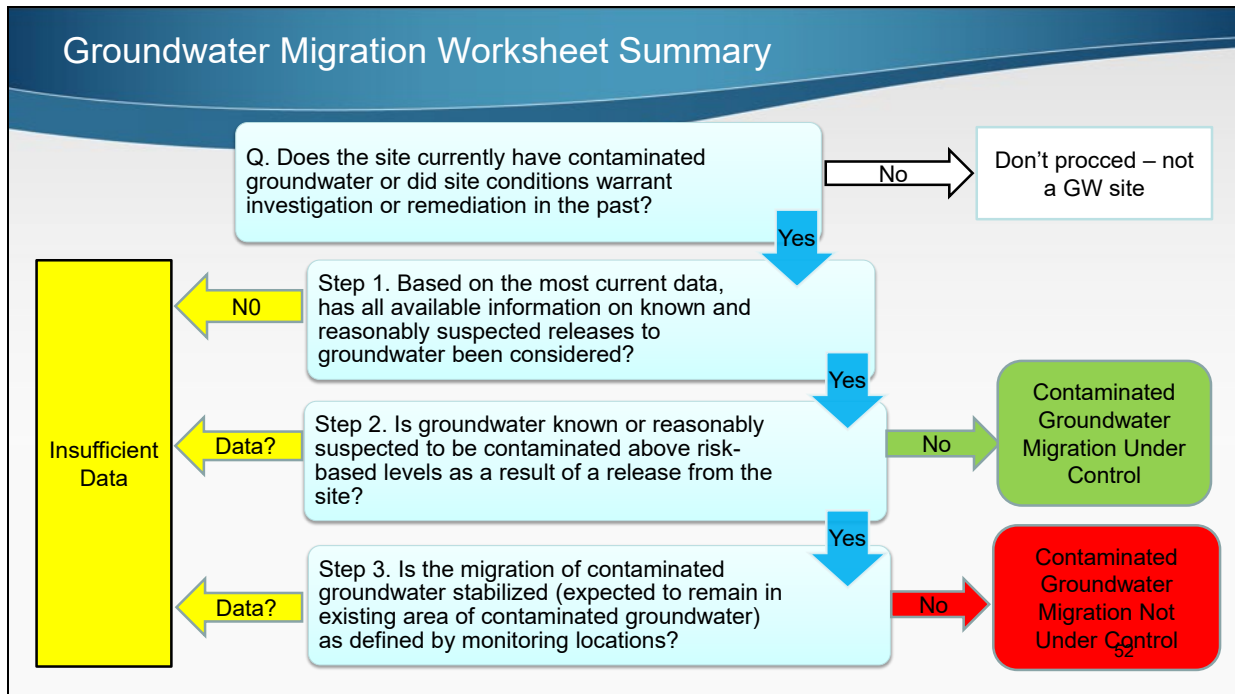 Groundwater Migration Worksheet Summary
Q. Does the site currently have contaminated
groundwater or did site conditions warrant
investigation or remediation in the past?
No
Don’t procced – not
a GW site
Yes
Step 1. Based on the most current data,
has all available information on known and
reasonably suspected releases to
groundwater been considered?
N0
Yes
Insufficient
Data
Step 2. Is groundwater known or reasonably
suspected to be contaminated above risk-
based levels as a result of a release from the
site?
Data?
No
Contaminated
Groundwater
Migration Under
Control
Yes
Step 3. Is the migration of contaminated
groundwater stabilized (expected to remain in
existing area of contaminated groundwater)
as defined by monitoring locations?
Data?
No
Contaminated
Groundwater
Migration Not
Under Control
52